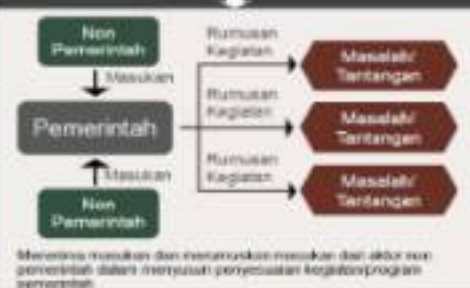 Non
Pemerintah
Masukan
Pemerintah
Masukan
Non
Pemerintah
Rumusan
Kegiatan
Rumusan
Kegiatan
Rumusan
Kegiatan
Masalah/
Tantangan
Masalah/
Tantangan
Masalah/
Tantangan
Menerima masukan dan merumuskan masukan dari aktor non
pemerintah dalam menyusun penyesuaian kegiatan/program
pemerintah